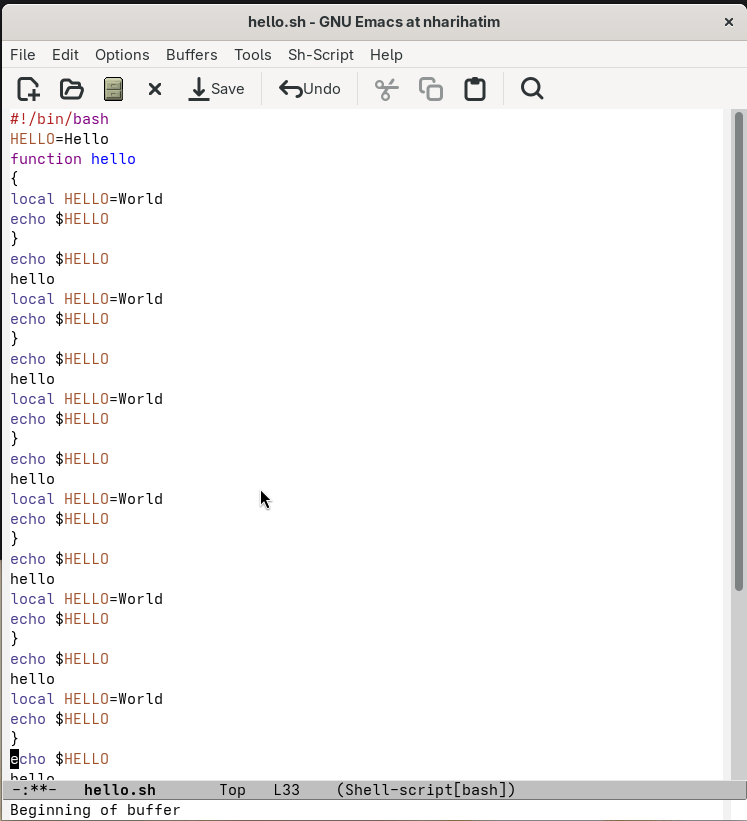 hello.sh - GNU Emacs at nharihatim ×
File Edit Options Buffers Tools Sh-Script Help
Save Undo
#!/bin/bash
HELLO=Hello
function hello
{
local HELLO=World
echo $HELLO
}
echo $HELLO
hello
local HELLO=World
echo $HELLO
}
echo $HELLO
hello
local HELLO=World
echo $HELLO
}
echo $HELLO
hello
local HELLO=World
echo $HELLO
}
echo $HELLO
hello
local HELLO=World
echo $HELLO
}
echo $HELLO
hello
local HELLO=World
echo $HELLO
}
echo $HELLO
hello
-:**- hello.sh Top L33 (Shell-script[bash])
Beginning of buffer